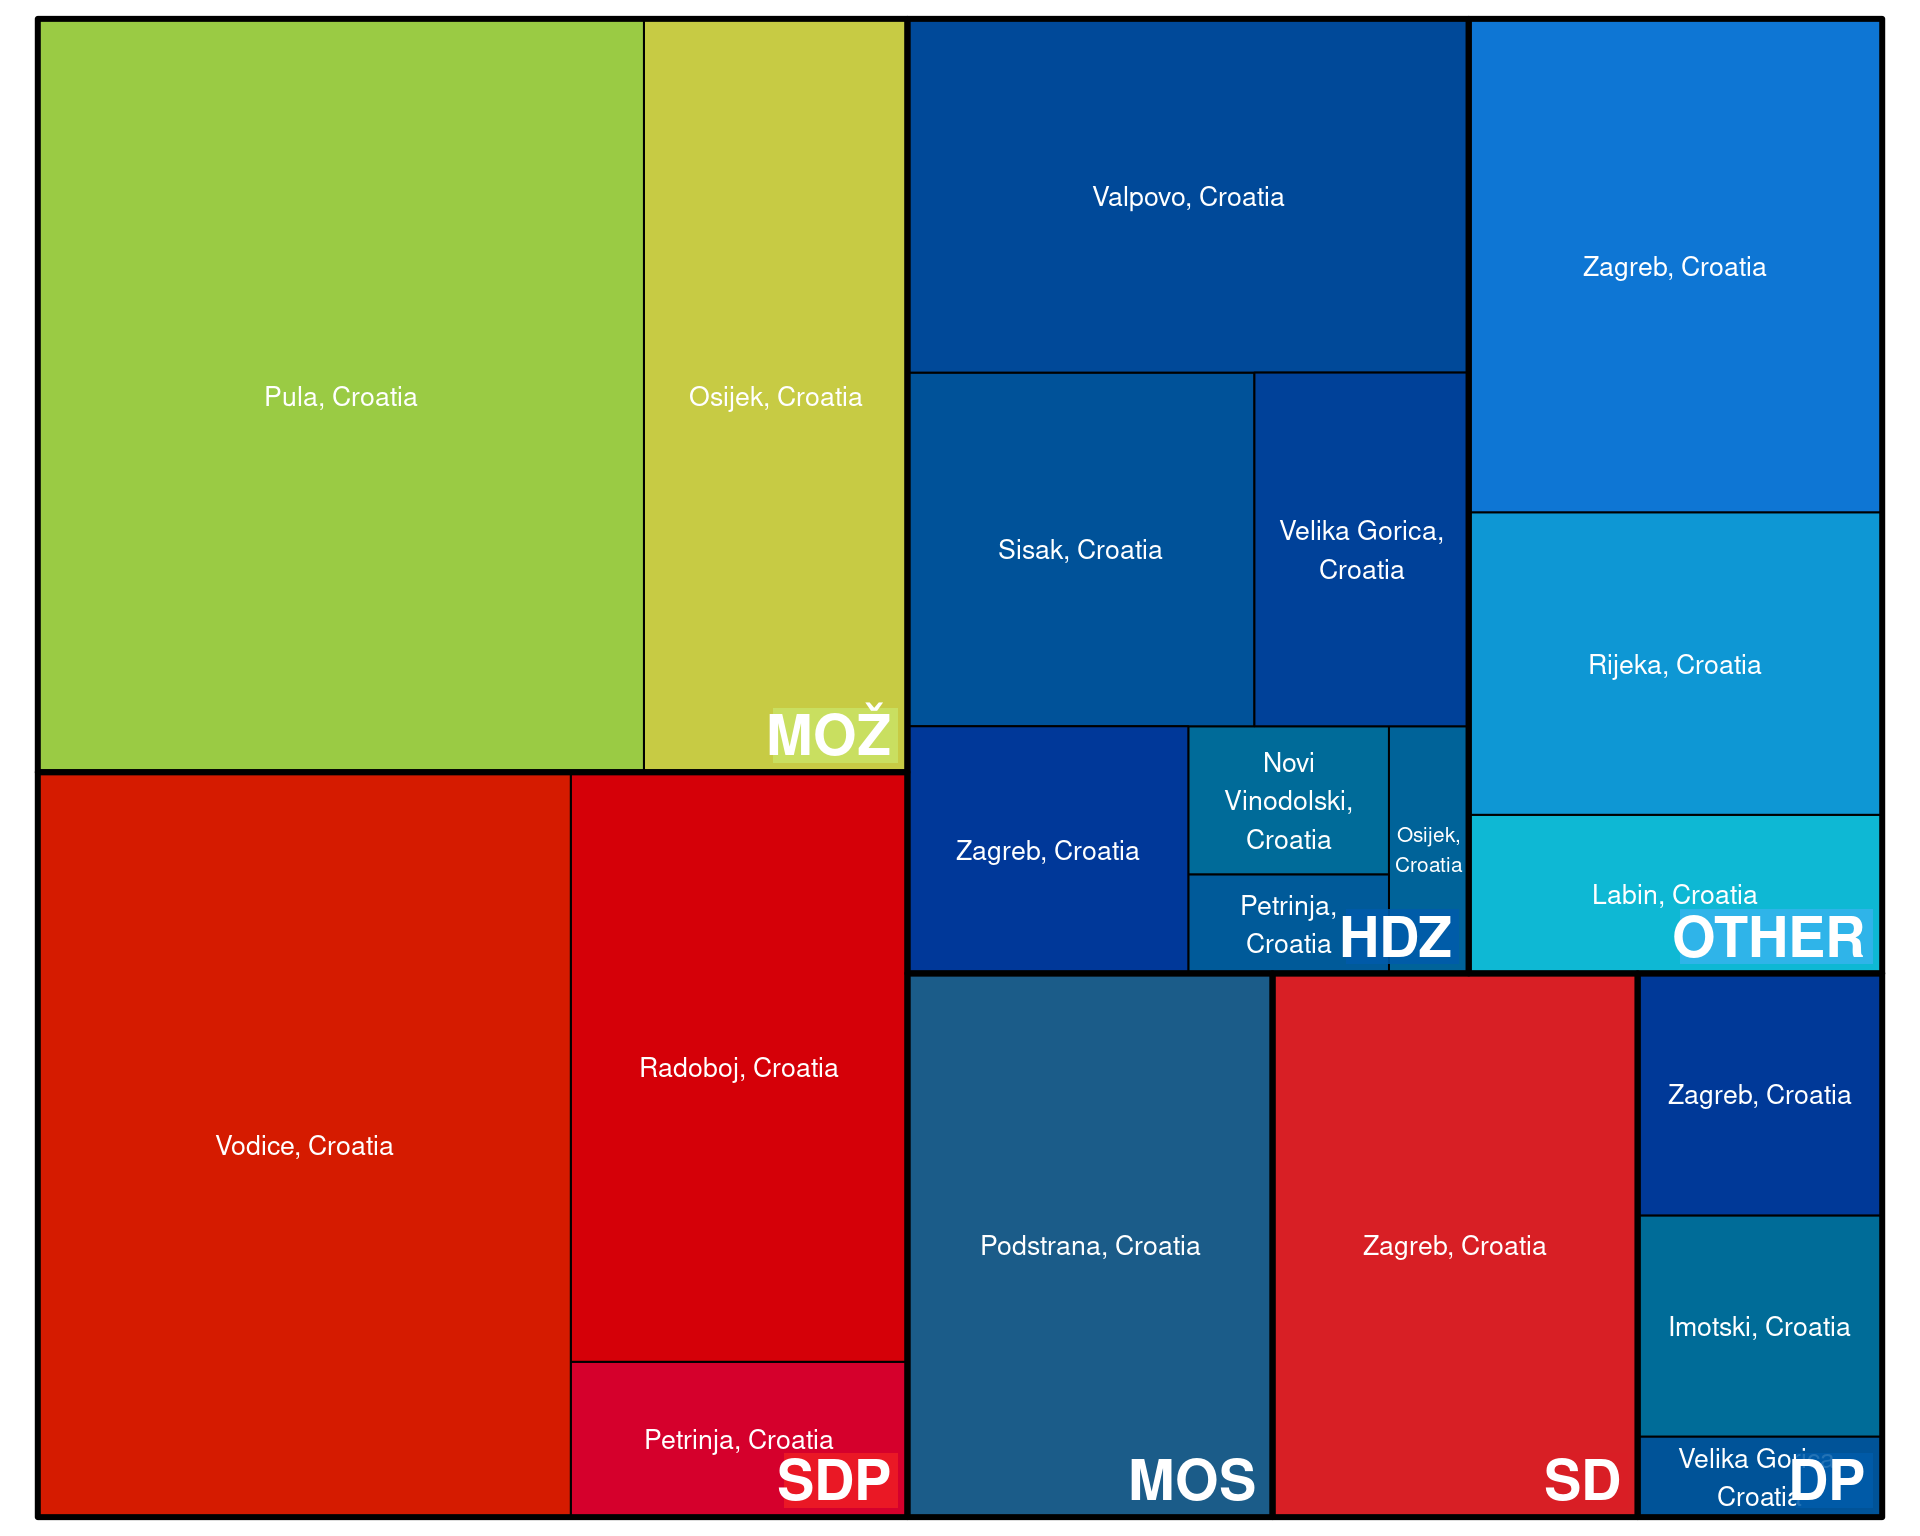 Pula, Croatia
Osijek, Croatia
MOŽ
Valpovo, Croatia
Sisak, Croatia
Velika Gorica,
Croatia
Zagreb, Croatia
Novi
Vinodolski,
Croatia
Petrinja,
Croatia
Osijek,
Croatia
HDZ
Zagreb, Croatia
Rijeka, Croatia
Labin, Croatia
OTHER
Vodice, Croatia
Radoboj, Croatia
Petrinja, Croatia
SDP
Podstrana, Croatia
MOS
Zagreb, Croatia
SD
Zagreb, Croatia
Imotski, Croatia
Velika Gorica,
Croatia
DP